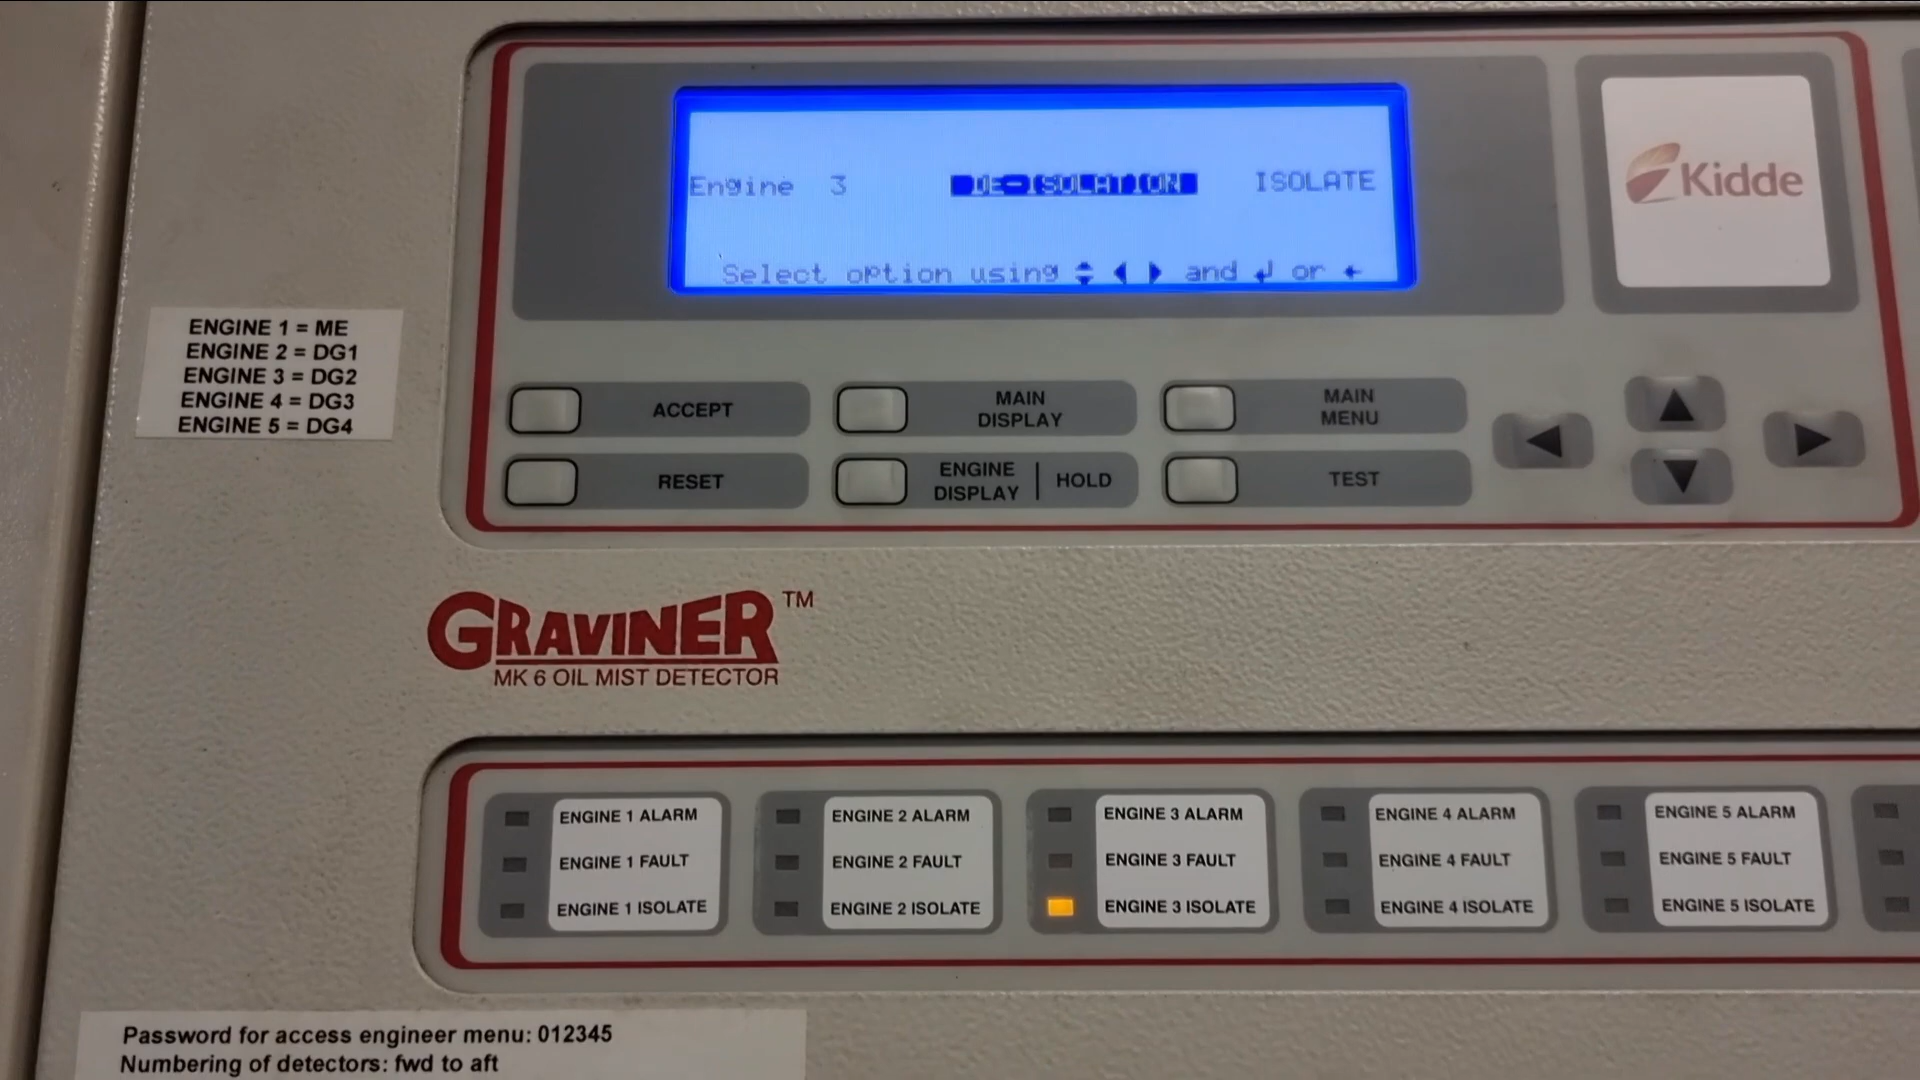 Engine 3 DE-ISOLATION ISOLATE
Select option using and or
Kidde
ENGINE 1 = ME
ENGINE 2 = DG1
ENGINE 3 = DG2
ENGINE 4 = DG3
ENGINE 5 = DG4
ACCEPT
MAIN
DISPLAY
MAIN
MENU
RESET
ENGINE
DISPLAY
HOLD
TEST
GRAVINER™
MK 6 OIL MIST DETECTOR
ENGINE 1 ALARM
ENGINE 1 FAULT
ENGINE 1 ISOLATE
ENGINE 2 ALARM
ENGINE 2 FAULT
ENGINE 2 ISOLATE
ENGINE 3 ALARM
ENGINE 3 FAULT
ENGINE 3 ISOLATE
ENGINE 4 ALARM
ENGINE 4 FAULT
ENGINE 4 ISOLATE
ENGINE 5 ALARM
ENGINE 5 FAULT
ENGINE 5 ISOLATE
Password for access engineer menu: 012345
Numbering of detectors: fwd to aft